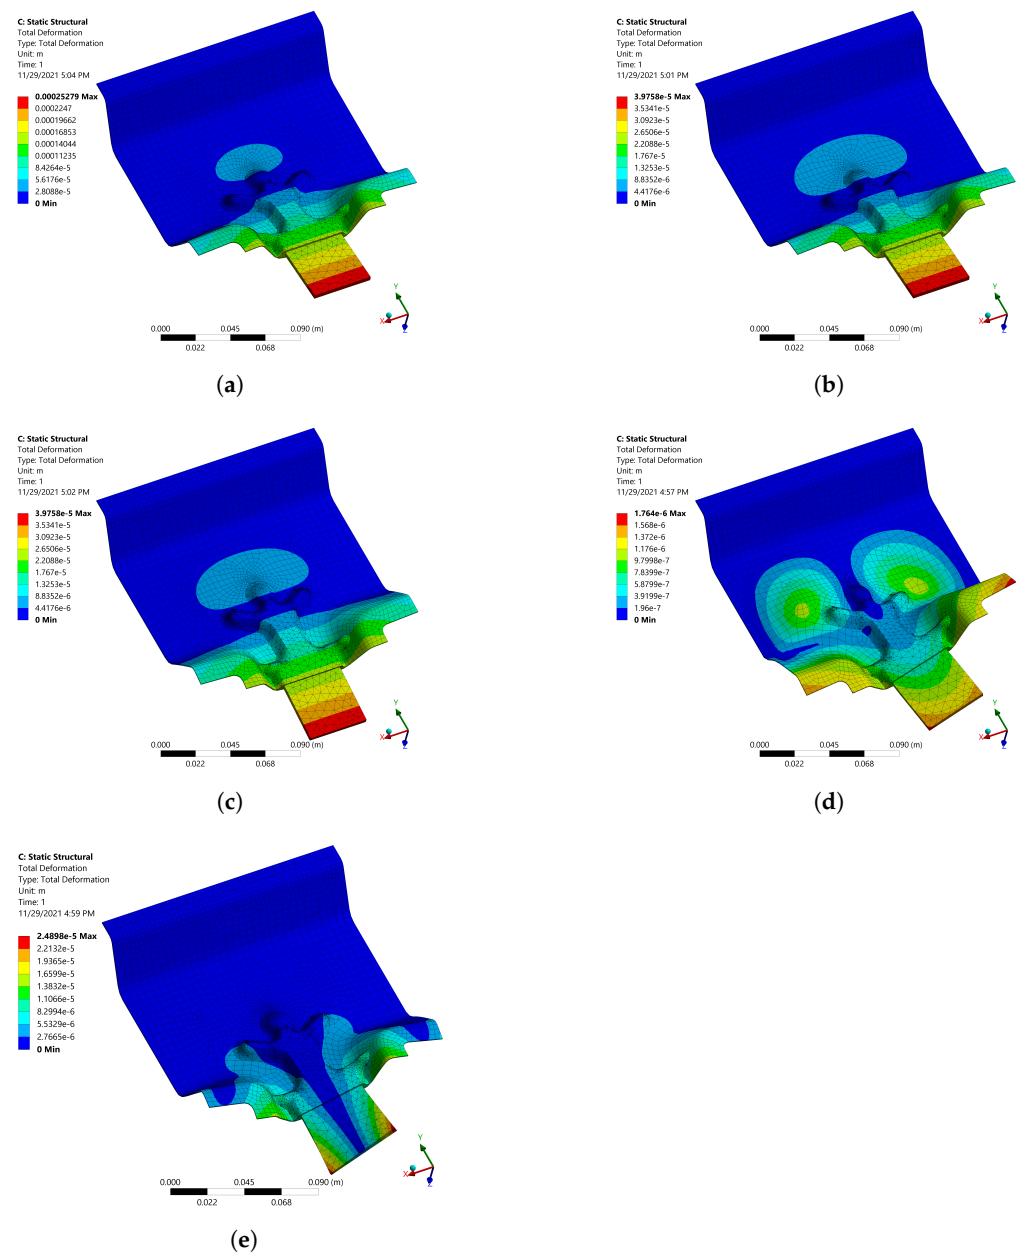 C: Static Structural
Total Deformation
Type: Total Deformation
Unit: m
Time: 1
11/29/2021 5:04 PM
0.00025279 Max
0.0002247
0.00019662
0.00016853
0.00014044
0.00011235
8.4264e-5
5.6176e-5
2.8088e-5
0 Min
Y
X
Z
0.000
0.045
0.090 (m)
0.022
0.068
(a)
C: Static Structural
Total Deformation
Type: Total Deformation
Unit: m
Time: 1
11/29/2021 5:01 PM
3.9758e-5 Max
3.5341e-5
3.0923e-5
2.6506e-5
2.2088e-5
1.767e-5
1.3253e-5
8.8352e-6
4.4176e-6
0 Min
Y
X
Z
0.000
0.045
0.090 (m)
0.022
0.068
(b)
C: Static Structural
Total Deformation
Type: Total Deformation
Unit: m
Time: 1
11/29/2021 5:02 PM
3.9758e-5 Max
3.5341e-5
3.0923e-5
2.6506e-5
2.2088e-5
1.767e-5
1.3253e-5
8.8352e-6
4.4176e-6
0 Min
Y
X
Z
0.000
0.045
0.090 (m)
0.022
0.068
(c)
C: Static Structural
Total Deformation
Type: Total Deformation
Unit: m
Time: 1
11/29/2021 4:57 PM
1.764e-6 Max
1.568e-6
1.372e-6
1.176e-6
9.7998e-7
7.8399e-7
5.8799e-7
3.9199e-7
1.96e-7
0 Min
Y
X
Z
0.000
0.045
0.090 (m)
0.022
0.068
(d)
C: Static Structural
Total Deformation
Type: Total Deformation
Unit: m
Time: 1
11/29/2021 4:59 PM
2.4898e-5 Max
2.2132e-5
1.9365e-5
1.6599e-5
1.3832e-5
1.1066e-5
8.2994e-6
5.5329e-6
2.7665e-6
0 Min
Y
X
Z
0.000
0.045
0.090 (m)
0.022
0.068
(e)